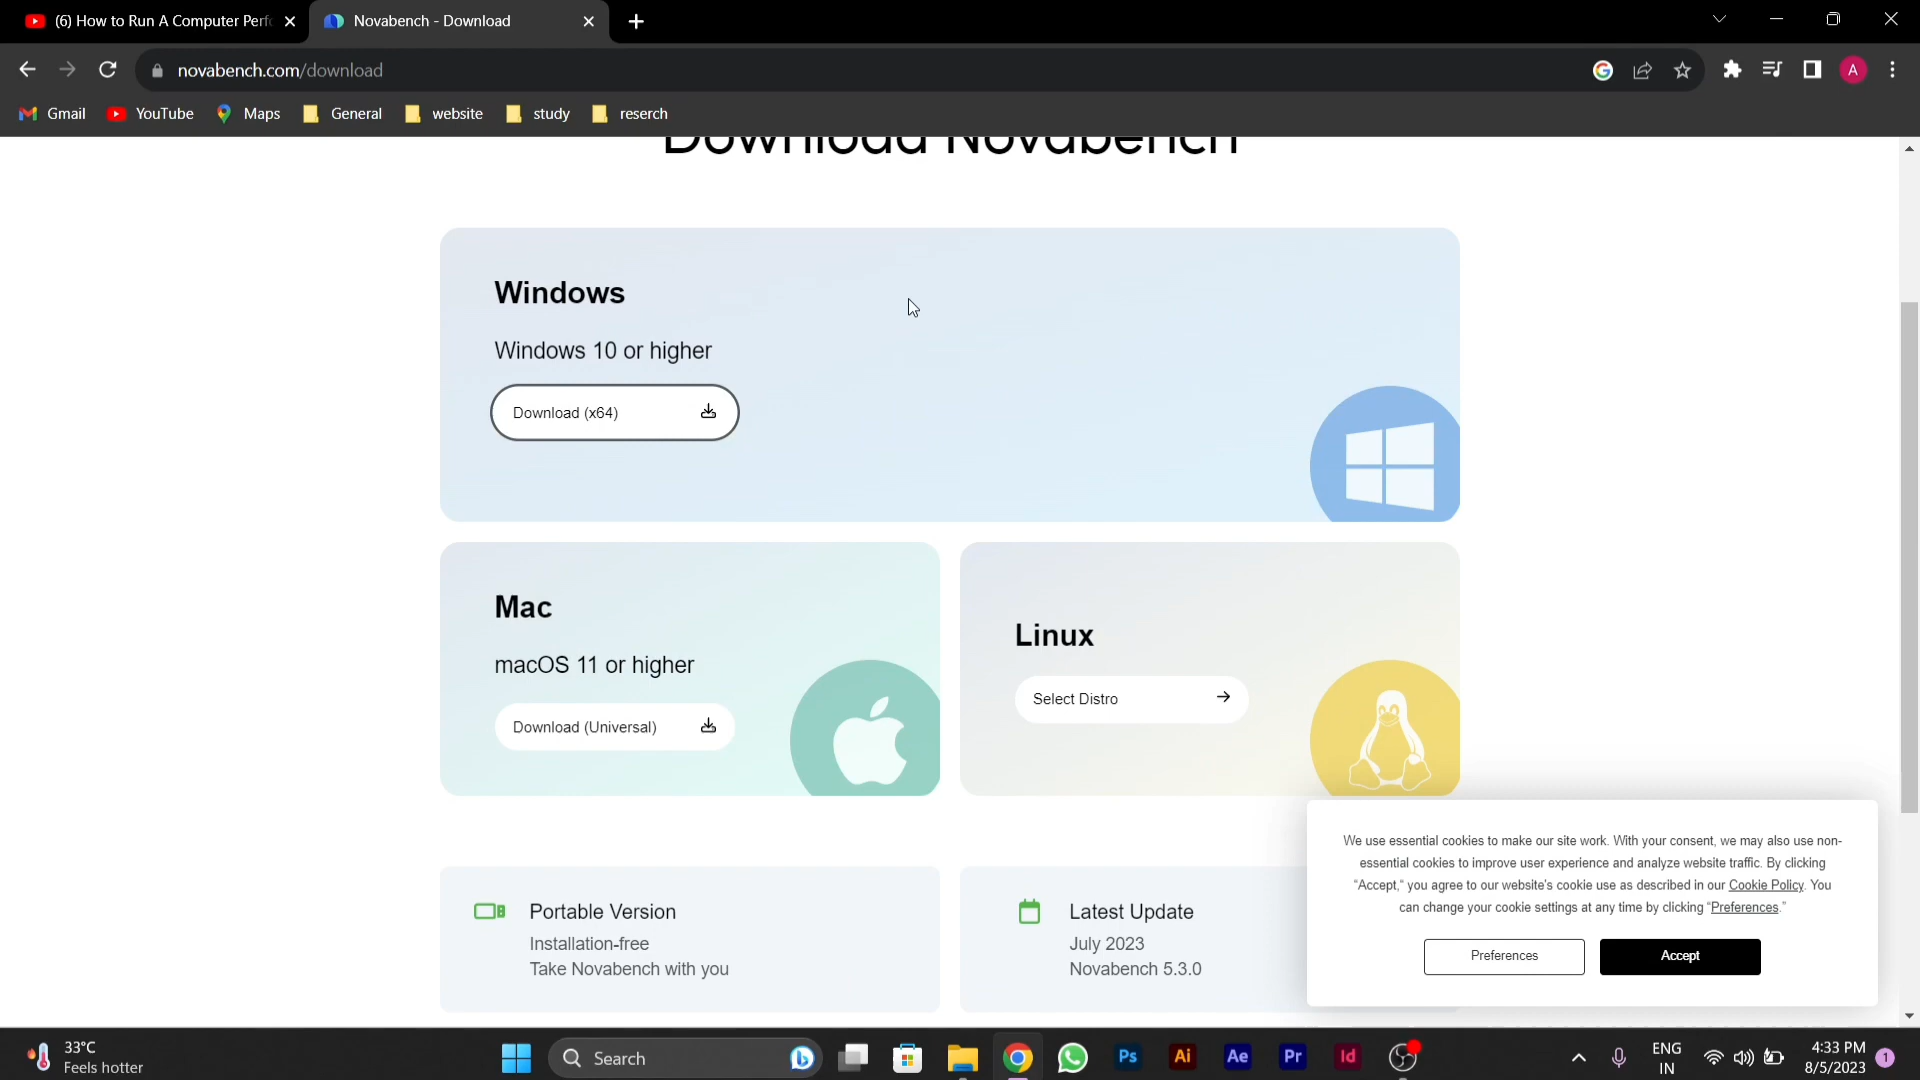 (6) How to Run A Computer Perf
Novabench - Download
novabench.com/download
A
Gmail
YouTube
Maps
General
website
study
reserch
Download Novabench
Windows
Windows 10 or higher
Download (x64)
Mac
macOS 11 or higher
Download (Universal)
Linux
Select Distro
Portable Version
Installation-free
Take Novabench with you
Latest Update
July 2023
Novabench 5.3.0
We use essential cookies to make our site work. With your consent, we may also use non-
essential cookies to improve user experience and analyze website traffic. By clicking
“Accept,“ you agree to our website's cookie use as described in our Cookie Policy. You
can change your cookie settings at any time by clicking “Preferences.”
Preferences
Accept
33°C
Feels hotter
Search
Ps
Ai
Ae
Pr
Id
ENG
IN
4:33 PM
8/5/2023
1